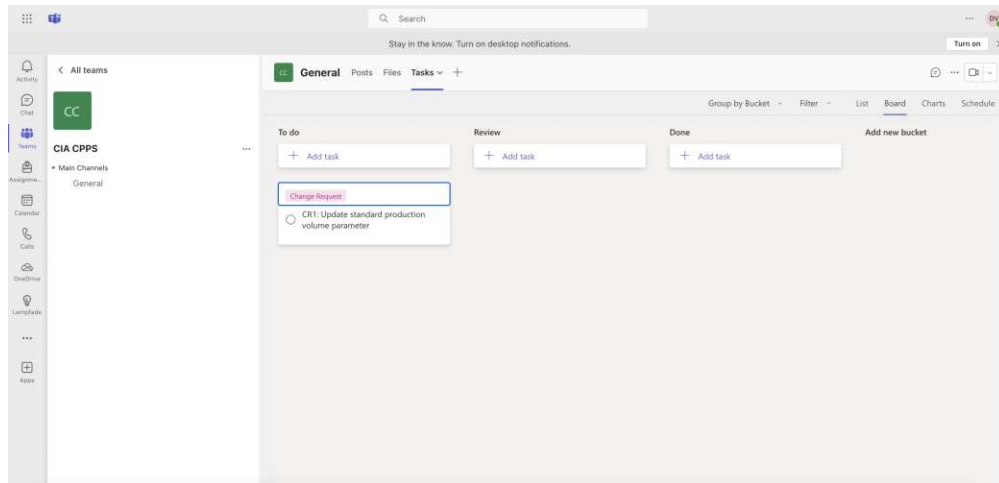 Search
DV
Stay in the know. Turn on desktop notifications.
Turn on
Activity
Chat
Teams
Assignme...
Calendar
Calls
OneDrive
Lernpfade
Apps
All teams
CC
CIA CPPS
Main Channels
General
CC General Posts Files Tasks
Group by Bucket Filter List Board Charts Schedule
To do Review Done Add new bucket
Add task Add task Add task
Change Request
CR1: Update standard production
volume parameter